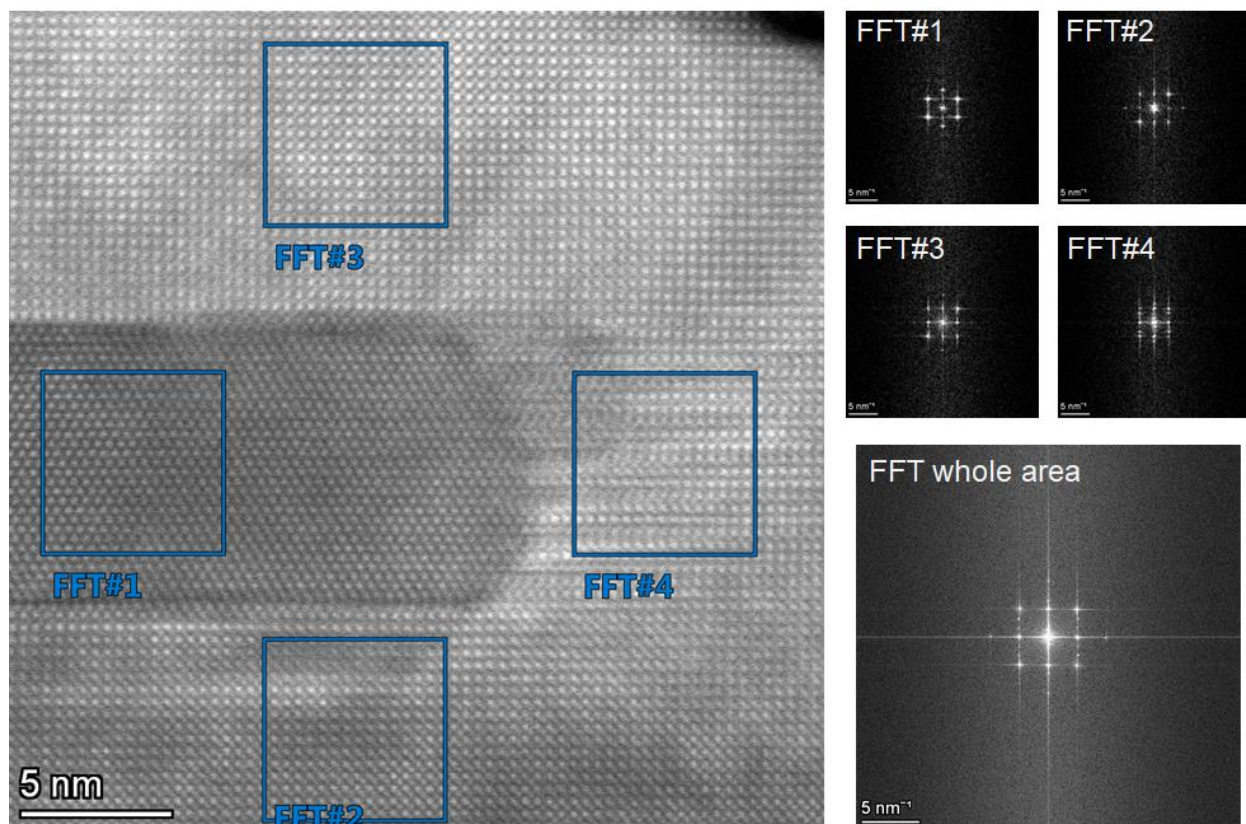 FFT#3
FFT#1
FFT#4
FFT#2
5 nm
FFT#1
5 nm⁻¹
FFT#2
5 nm⁻¹
FFT#3
5 nm⁻¹
FFT#4
5 nm⁻¹
FFT whole area
5 nm⁻¹